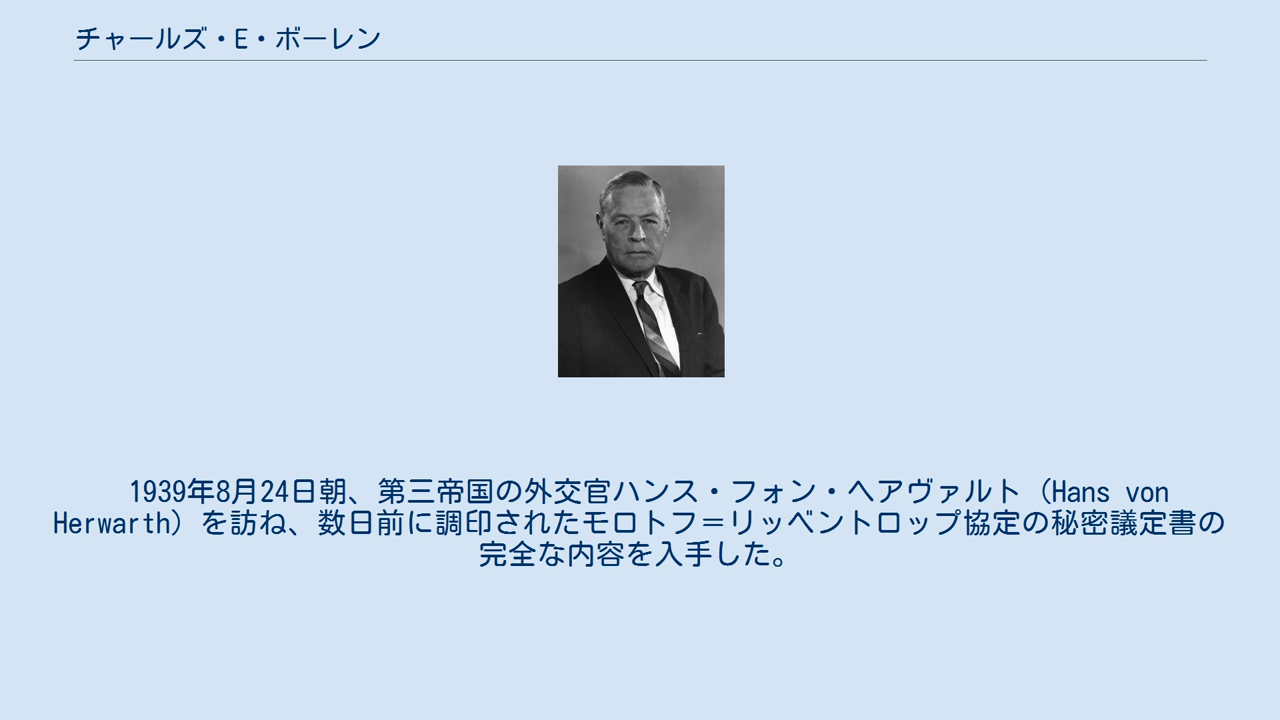 チャールズ・E・ボーレン
1939年8月24日朝、第三帝国の外交官ハンス・フォン・ヘアヴァルト（Hans von
Herwarth）を訪ね、数日前に調印されたモロトフ＝リッベントロップ協定の秘密議定書の
完全な内容を入手した。